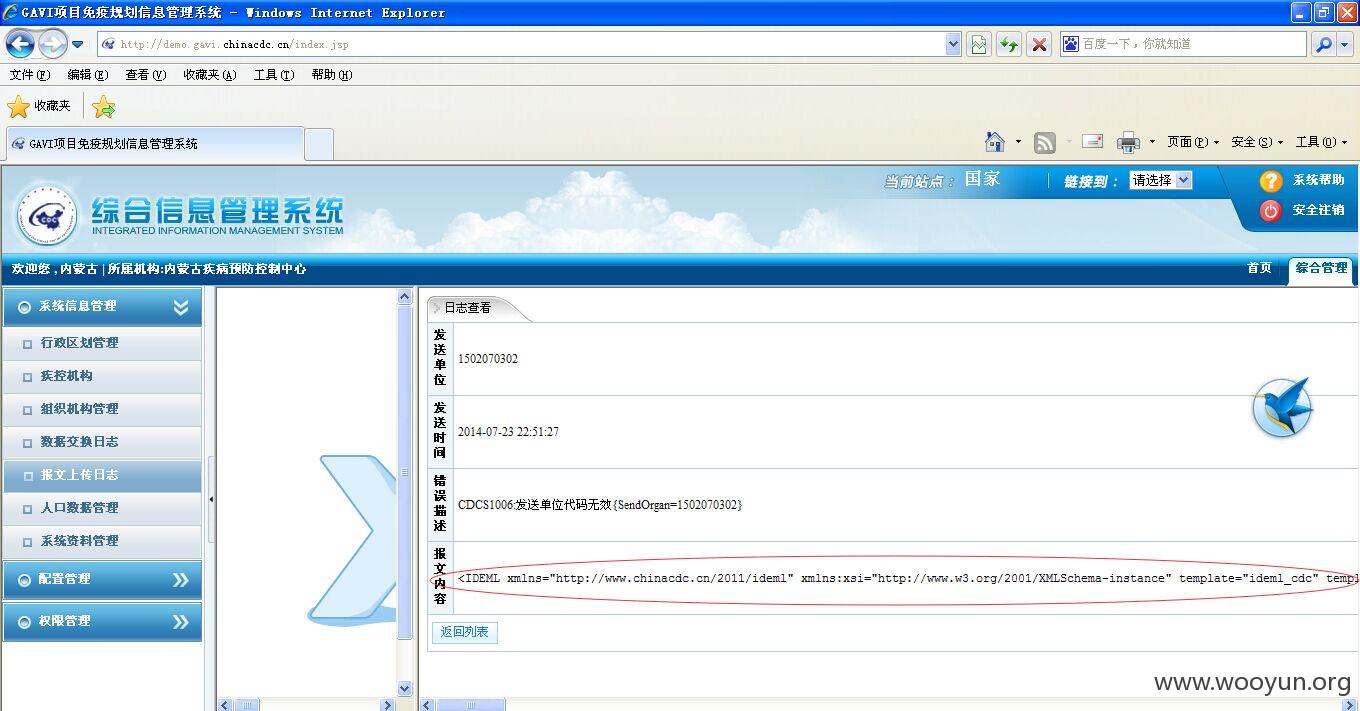 GAVI项目免疫规划信息管理系统 - Windows Internet Explorer
http://demo.gavi.chinacdc.cn/index.jsp
百度一下，你就知道
文件(F) 编辑(E) 查看(V) 收藏夹(A) 工具(T) 帮助(H)
收藏夹
GAVI项目免疫规划信息管理系统
页面(P) 安全(S) 工具(O)
当前站点： 国家 链接到： 请选择 系统帮助
CDC
综合信息管理系统
INTEGRATED INFORMATION MANAGEMENT SYSTEM
安全注销
欢迎您 , 内蒙古 | 所属机构:内蒙古疾病预防控制中心
首页 综合管理
系统信息管理
行政区划管理
疾控机构
组织机构管理
数据交换日志
报文上传日志
人口数据管理
系统资料管理
配置管理
权限管理
日志查看
发送单位 1502070302
发送时间 2014-07-23 22:51:27
错误描述 CDCS1006:发送单位代码无效{SendOrgan=1502070302}
报文内容 <IDEML xmlns="http://www.chinacdc.cn/2011/ideml" xmlns:xsi="http://www.w3.org/2001/XMLSchema-instance" template="ideml_cdc" templ
返回列表
www.wooyun.org